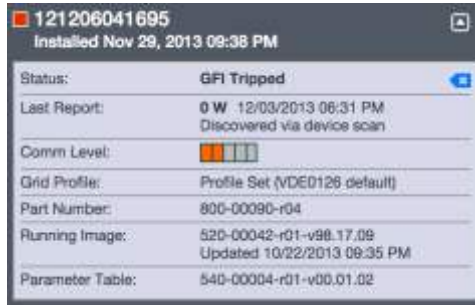 121206041695
Installed Nov 29, 2013 09:38 PM
Status: GFI Tripped
Last Report: 0 W 12/03/2013 06:31 PM
Discovered via device scan
Comm Level:
Grid Profile: Profile Set (VDE0126 default)
Part Number: 800-00090-r04
Running Image: 520-00042-r01-v98.17.09
Updated 10/22/2013 09:35 PM
Parameter Table: 540-00004-r01-v00.01.02